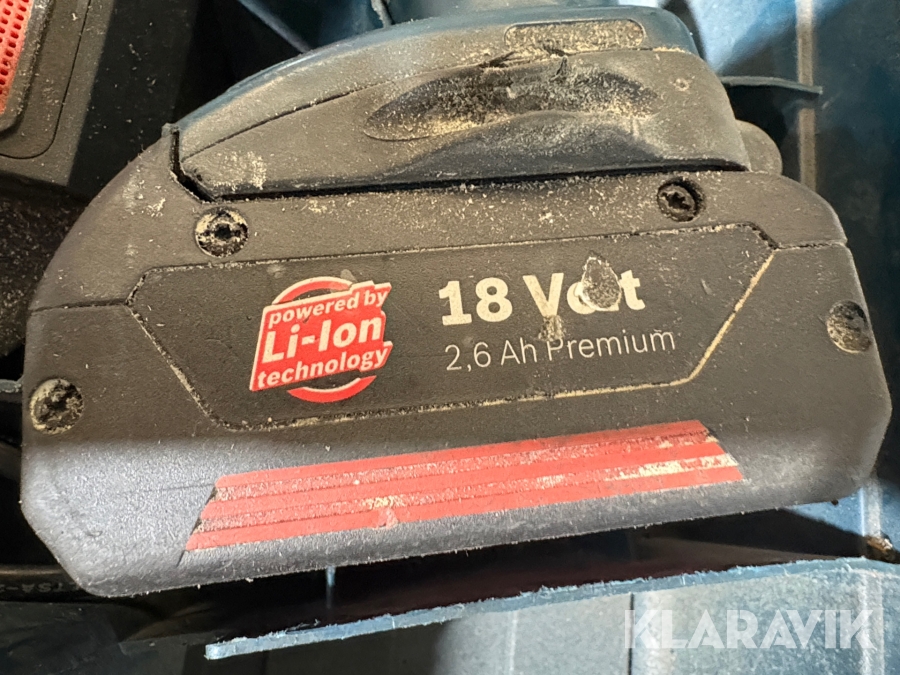 powered by
Li-Ion
technology
18 Volt
2,6 Ah Premium
KLARAVIK